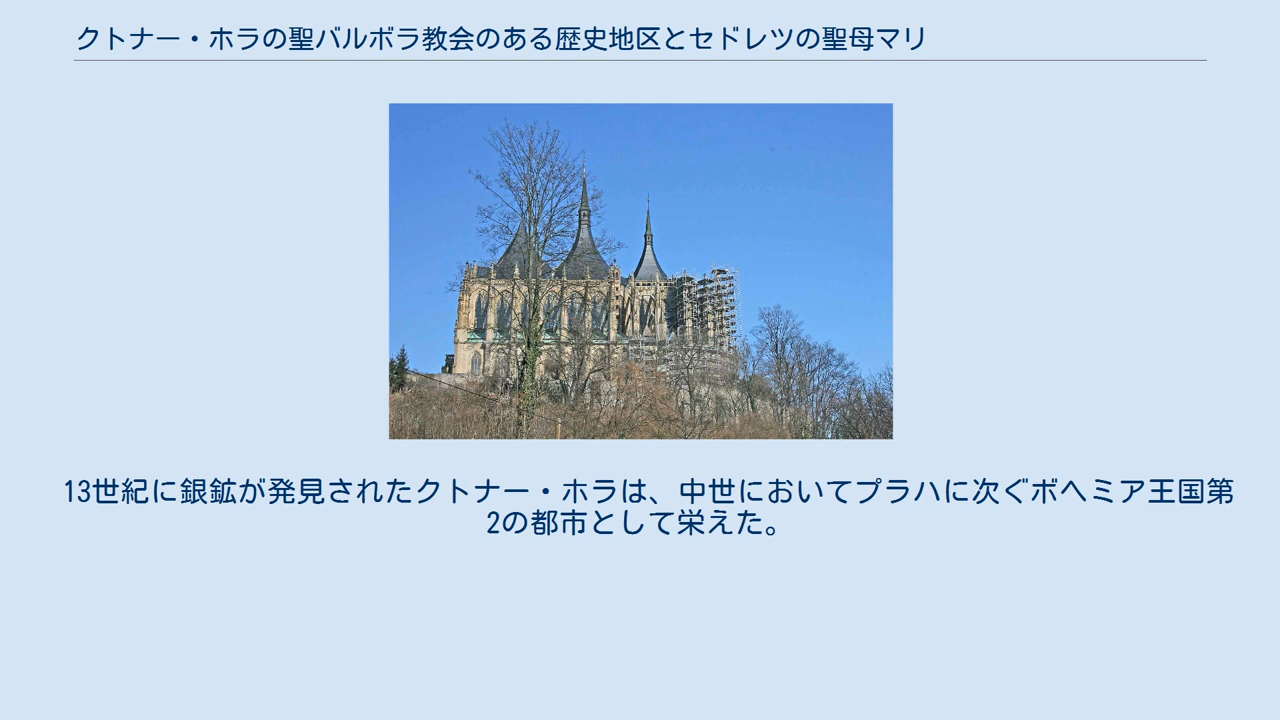 クトナー・ホラの聖バルボラ教会のある歴史地区とセドレツの聖母マリ
13世紀に銀鉱が発見されたクトナー・ホラは、中世においてプラハに次ぐボヘミア王国第
2の都市として栄えた。